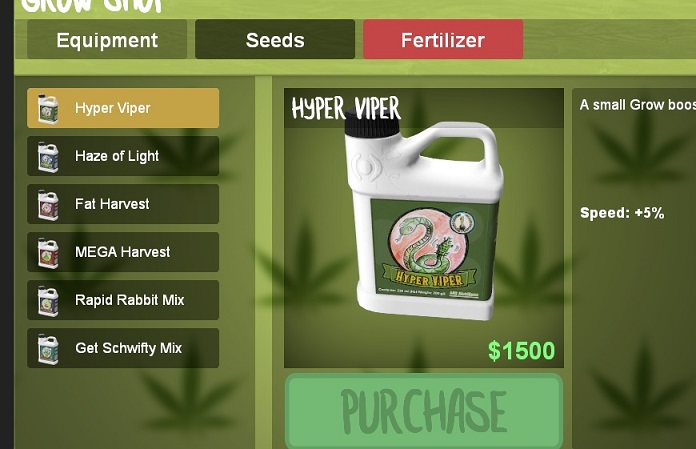 GROW SHOP
Equipment
Seeds
Fertilizer
Hyper Viper
Haze of Light
Fat Harvest
MEGA Harvest
Rapid Rabbit Mix
Get Schwifty Mix
HYPER VIPER
HYPER VIPER
$1500
PURCHASE
A small Grow boos
Speed: +5%